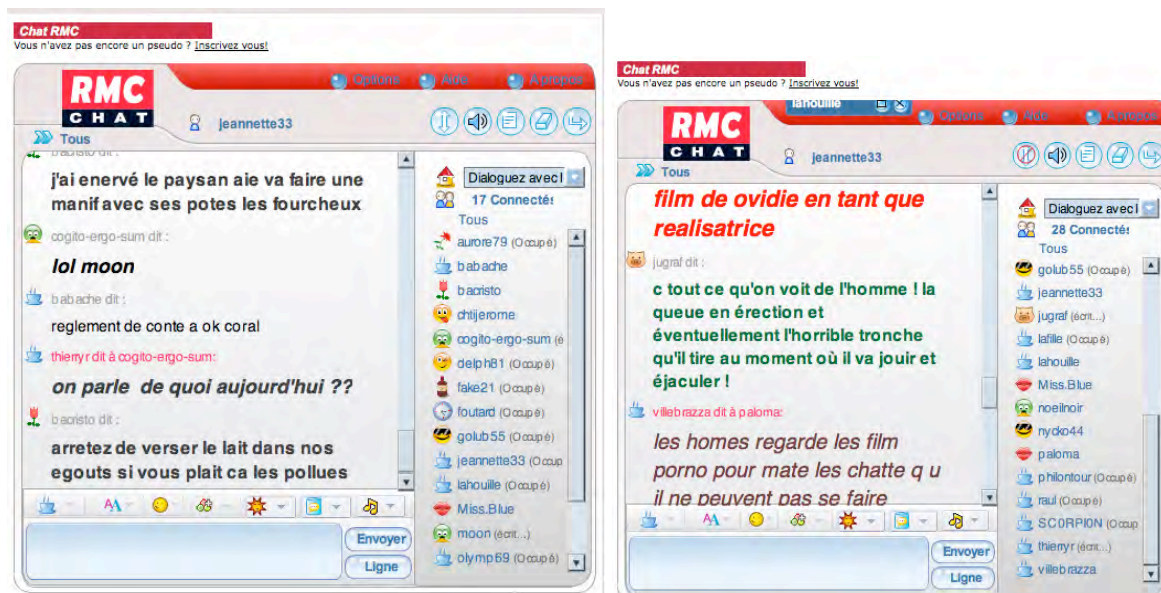 Chat RMC
Vous n'avez pas encore un pseudo ? Inscrivez vous!
RMC
CHAT
Options
Aide
A propos
jeannette33
Tous
bacristo dit :
j'ai enervé le paysan aie va faire une
manif avec ses potes les fourcheux
cogito-ergo-sum dit :
lol moon
babache dit :
reglement de conte a ok coral
thierry r dit à cogito-ergo-sum:
on parle de quoi aujourd'hui ??
bacristo dit :
arretez de verser le lait dans nos
egouts si vous plait ca les pollues
Envoyer
Ligne
Dialoguez avec l
17 Connectés
Tous
aurore79 (Occupé)
babache
bacristo
chtijerome
cogito-ergo-sum (é
delph81 (Occupé)
fake21 (Occupé)
foutard (Occupé)
golub55 (Occupé)
jeannette33 (Occup
lahouille (Occupé)
Miss.Blue
moon (écrit...)
olymp69 (Occupé)
Chat RMC
Vous n'avez pas encore un pseudo ? Inscrivez vous!
lahouille
RMC
CHAT
Options
Aide
A propos
jeannette33
Tous
film de ovidie en tant que
realisatrice
jugraf dit :
c tout ce qu'on voit de l'homme ! la
queue en érection et
éventuellement l'horrible tronche
qu'il tire au moment où il va jouir et
éjaculer !
villebrazza dit à paloma:
les homes regarde les film
porno pour mate les chatte q u
il ne peuvent pas se faire
Envoyer
Ligne
Dialoguez avec l
28 Connectés
Tous
golub55 (Occupé)
jeannette33
jugraf (écrit...)
lafille (Occupé)
lahouille
Miss.Blue
noeilnoir
nycko44
paloma
philontour (Occupé)
raul (Occupé)
SC0RPI0N (Occup
thierry r (écrit...)
villebrazza